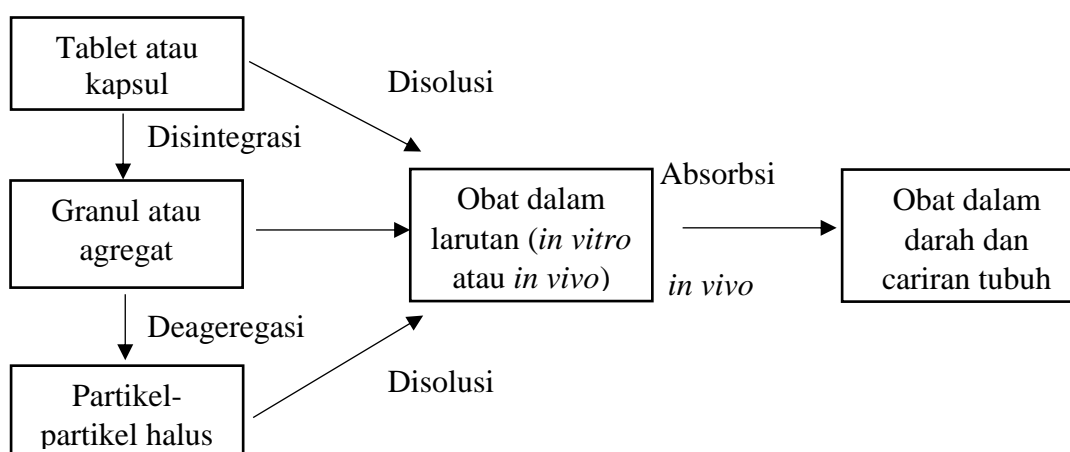 Tablet atau
kapsul
Disolusi
Disintegrasi
Granul atau
agregat
Obat dalam
larutan (in vitro
atau in vivo)
Absorbsi
in vivo
Obat dalam
darah dan
cariran tubuh
Deageregasi
Disolusi
Partikel-
partikel halus